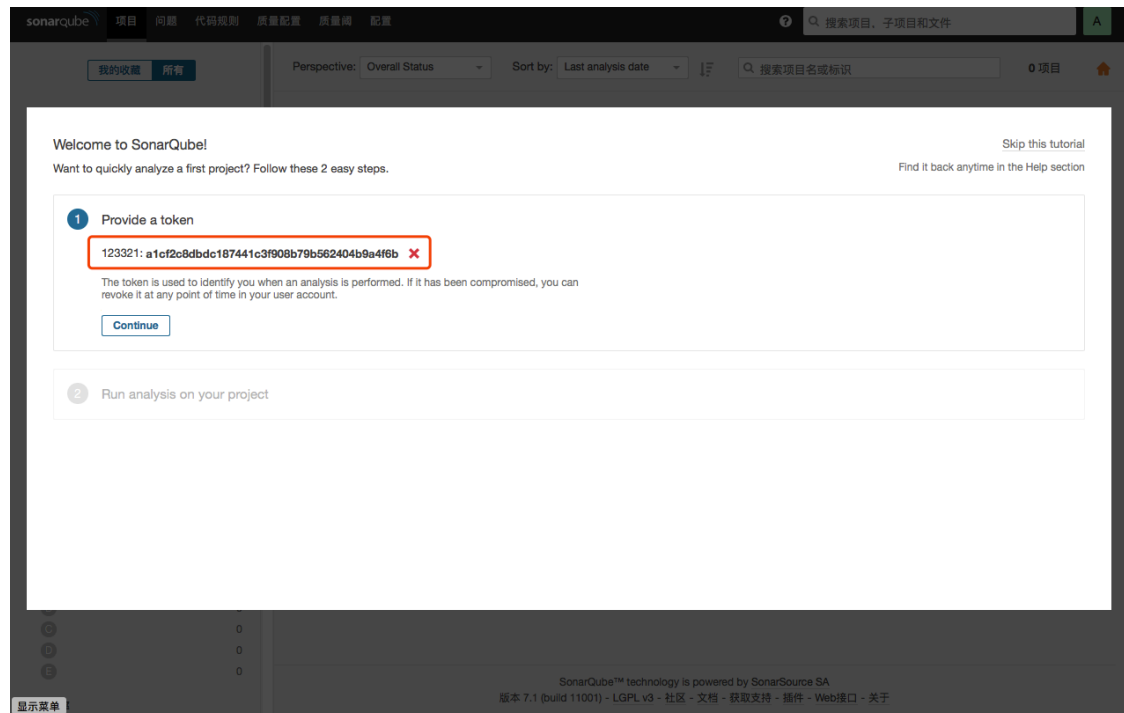 sonarqube 项目 问题 代码规则 质量配置 质量阈 配置 ? 搜索项目、子项目和文件 A
我的收藏 所有 Perspective: Overall Status Sort by: Last analysis date 搜索项目名或标识 0 项目
Welcome to SonarQube! Skip this tutorial
Want to quickly analyze a first project? Follow these 2 easy steps. Find it back anytime in the Help section
1 Provide a token
123321: a1cf2c8dbdc187441c3f908b79b562404b9a4f6b
The token is used to identify you when an analysis is performed. If it has been compromised, you can
revoke it at any point of time in your user account.
Continue
2 Run analysis on your project
C 0
D 0
E 0
SonarQube™ technology is powered by SonarSource SA
版本 7.1 (build 11001) - LGPL v3 - 社区 - 文档 - 获取支持 - 插件 - Web接口 - 关于
显示菜单